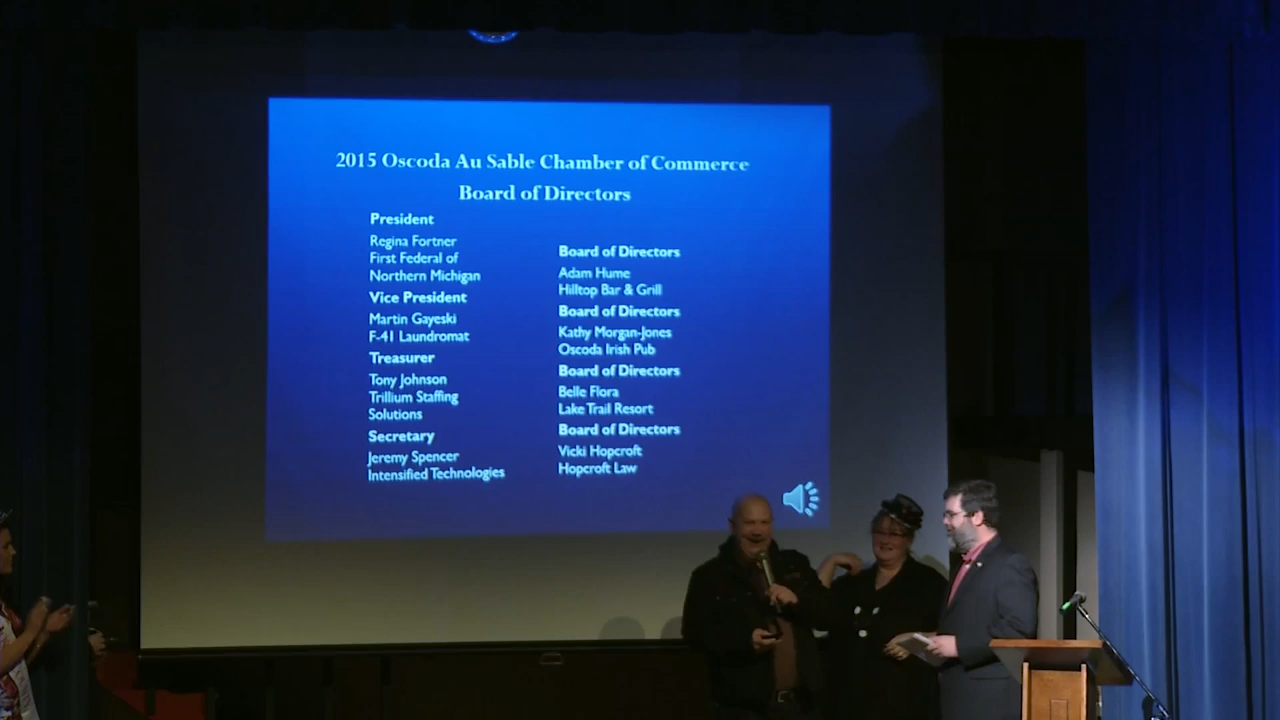 2015 Oscoda Au Sable Chamber of Commerce
Board of Directors
President
Regina Fortner
First Federal of
Northern Michigan
Vice President
Martin Gayeski
F-41 Laundromat
Treasurer
Tony Johnson
Trillium Staffing
Solutions
Secretary
Jeremy Spencer
Intensified Technologies
Board of Directors
Adam Hume
Hilltop Bar & Grill
Board of Directors
Kathy Morgan-Jones
Oscoda Irish Pub
Board of Directors
Belle Flora
Lake Trail Resort
Board of Directors
Vicki Hopcroft
Hopcroft Law